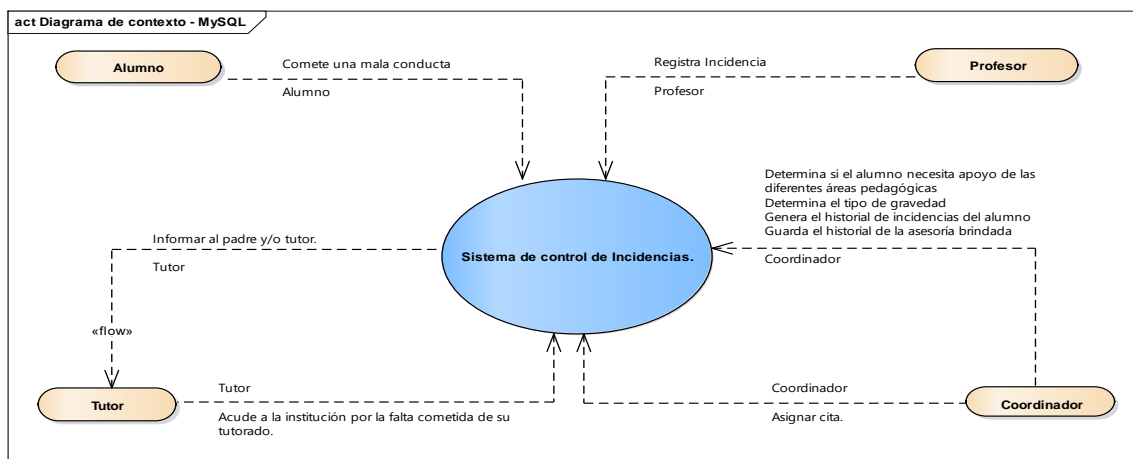 act Diagrama de contexto - MySQL
Alumno
Comete una mala conducta
Alumno
Registra Incidencia
Profesor
Profesor
Determina si el alumno necesita apoyo de las
diferentes áreas pedagógicas
Determina el tipo de gravedad
Genera el historial de incidencias del alumno
Guarda el historial de la asesoría brindada
Coordinador
Informar al padre y/o tutor.
Tutor
Sistema de control de Incidencias.
«flow»
Tutor
Tutor
Acude a la institución por la falta cometida de su
tutorado.
Coordinador
Asignar cita.
Coordinador